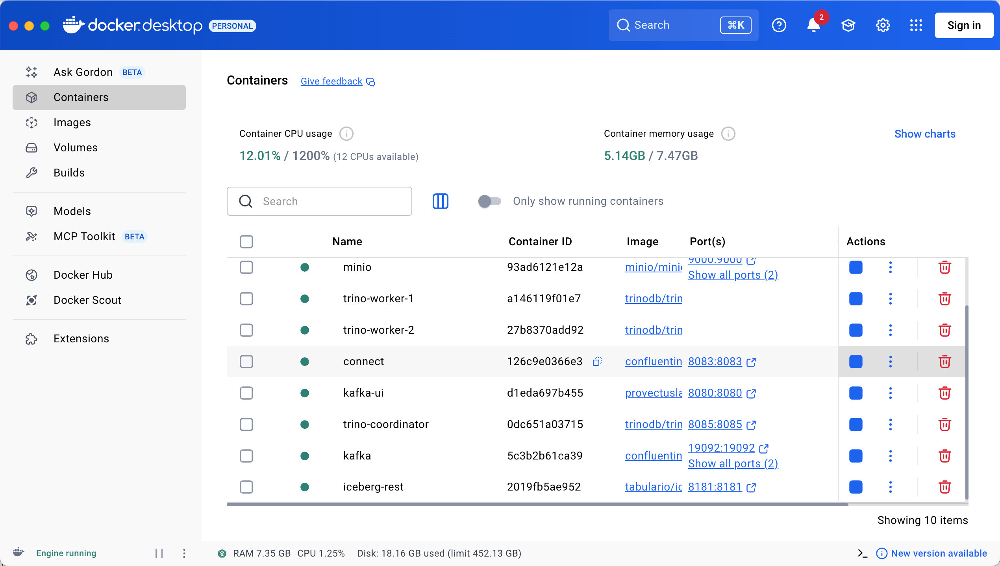 docker desktop PERSONAL
Search ⌘K
2
Sign in
Ask Gordon BETA
Containers
Images
Volumes
Builds
Models
MCP Toolkit BETA
Docker Hub
Docker Scout
Extensions
Containers Give feedback
Container CPU usage
12.01% / 1200% (12 CPUs available)
Container memory usage
5.14GB / 7.47GB
Show charts
Search
Only show running containers
Name Container ID Image Port(s) Actions
9000:9000
minio 93ad6121e12a minio/mini
Show all ports (2)
trino-worker-1 a146119f01e7 trinodb/trin
trino-worker-2 27b8370add92 trinodb/trin
connect 126c9e0366e3 confluentin 8083:8083
kafka-ui d1eda697b455 provectusla 8080:8080
trino-coordinator 0dc651a03715 trinodb/trin 8085:8085
19092:19092
kafka 5c3b2b61ca39 confluentin
Show all ports (2)
iceberg-rest 2019fb5ae952 tabulario/ic 8181:8181
Showing 10 items
Engine running
RAM 7.35 GB CPU 1.25% Disk: 18.16 GB used (limit 452.13 GB)
New version available